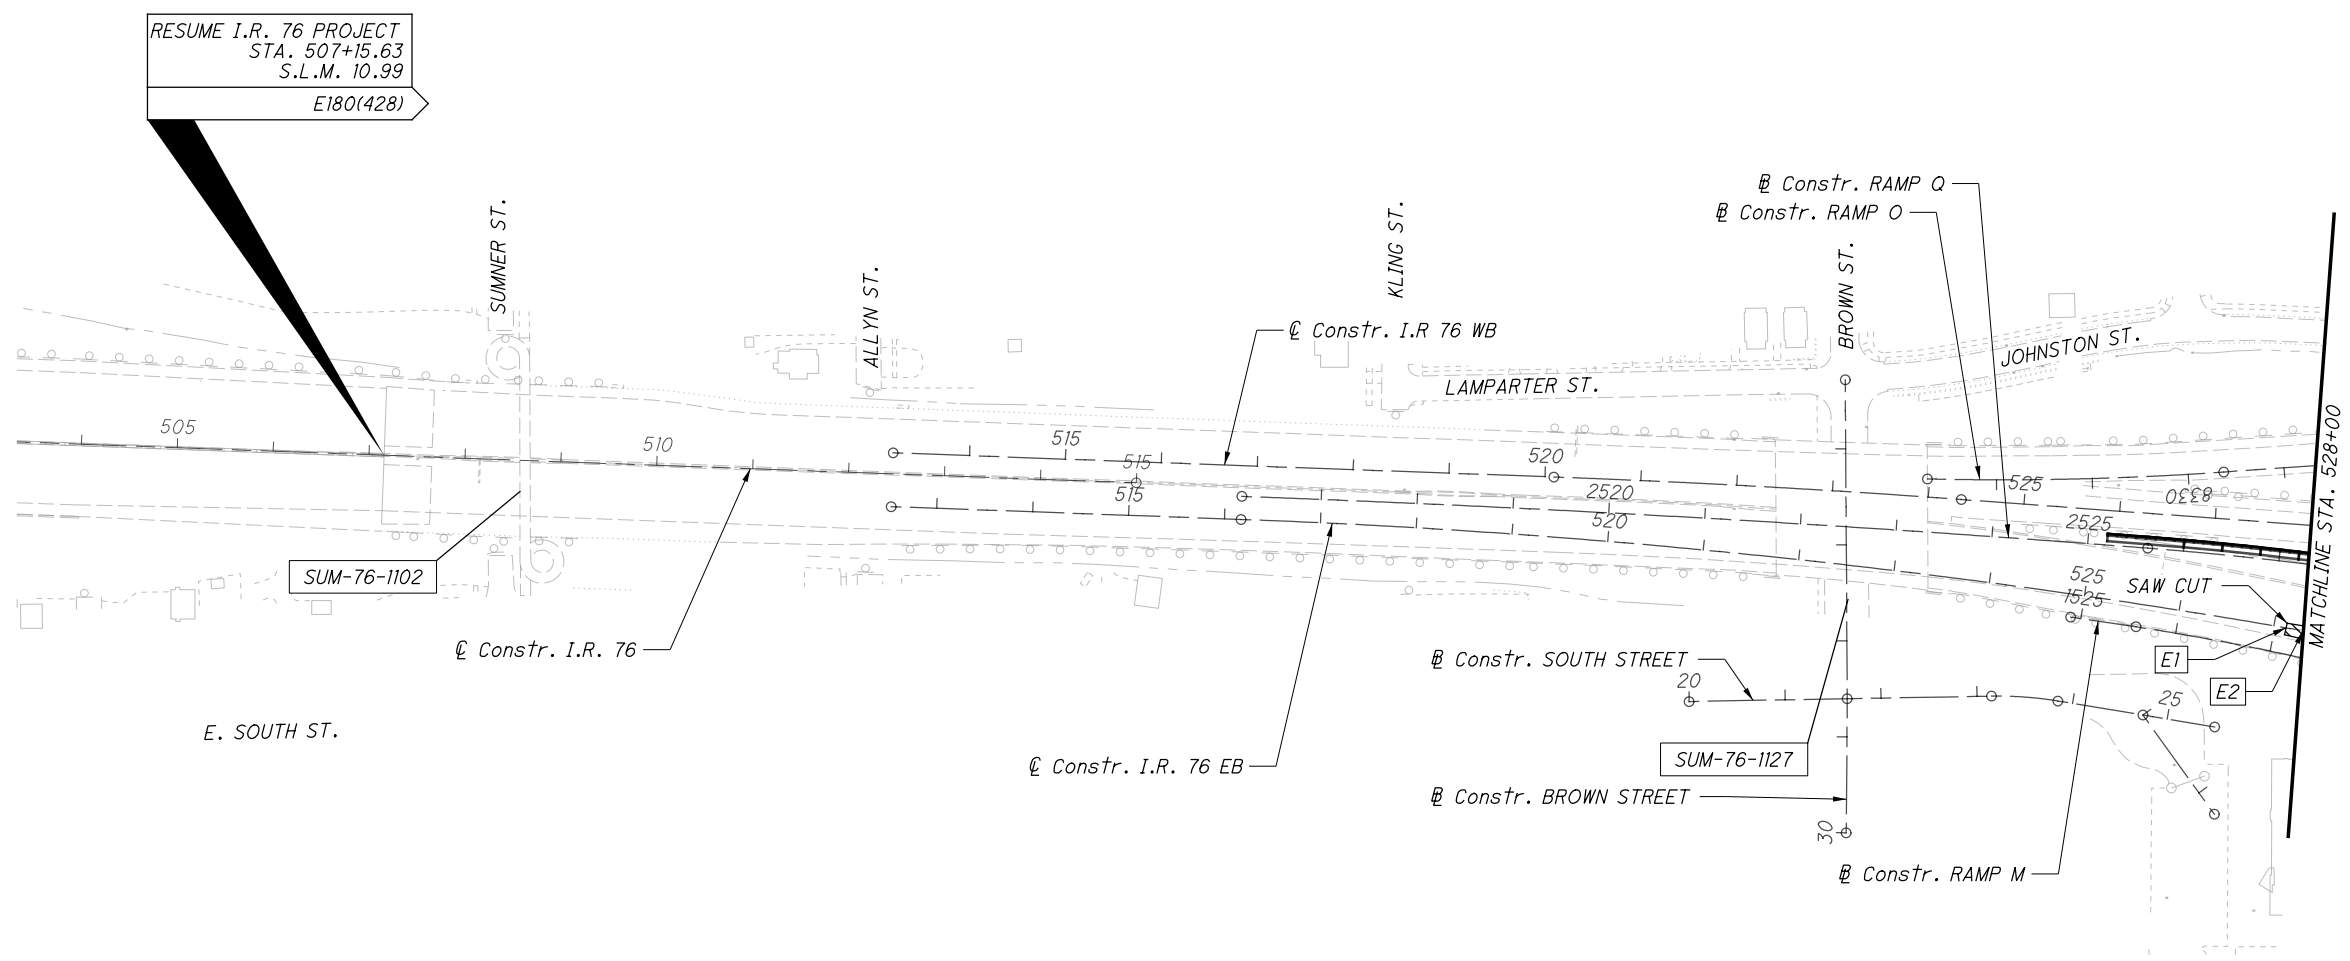 RESUME I.R. 76 PROJECT
STA. 507+15.63
S.L.M. 10.99
E180(428)
SUMNER ST.
ALLYN ST.
KLING ST.
BROWN ST.
℄ Constr. RAMP Q
℄ Constr. RAMP O
℄ Constr. I.R 76 WB
LAMPARTER ST.
JOHNSTON ST.
MATCHLINE STA. 528+00
505
510
515
515
515
520
2520
520
525
8330
2525
525
1525
SUM-76-1102
℄ Constr. I.R. 76
SAW CUT
E1
E2
℄ Constr. SOUTH STREET
20
25
E. SOUTH ST.
℄ Constr. I.R. 76 EB
SUM-76-1127
℄ Constr. BROWN STREET
30
℄ Constr. RAMP M